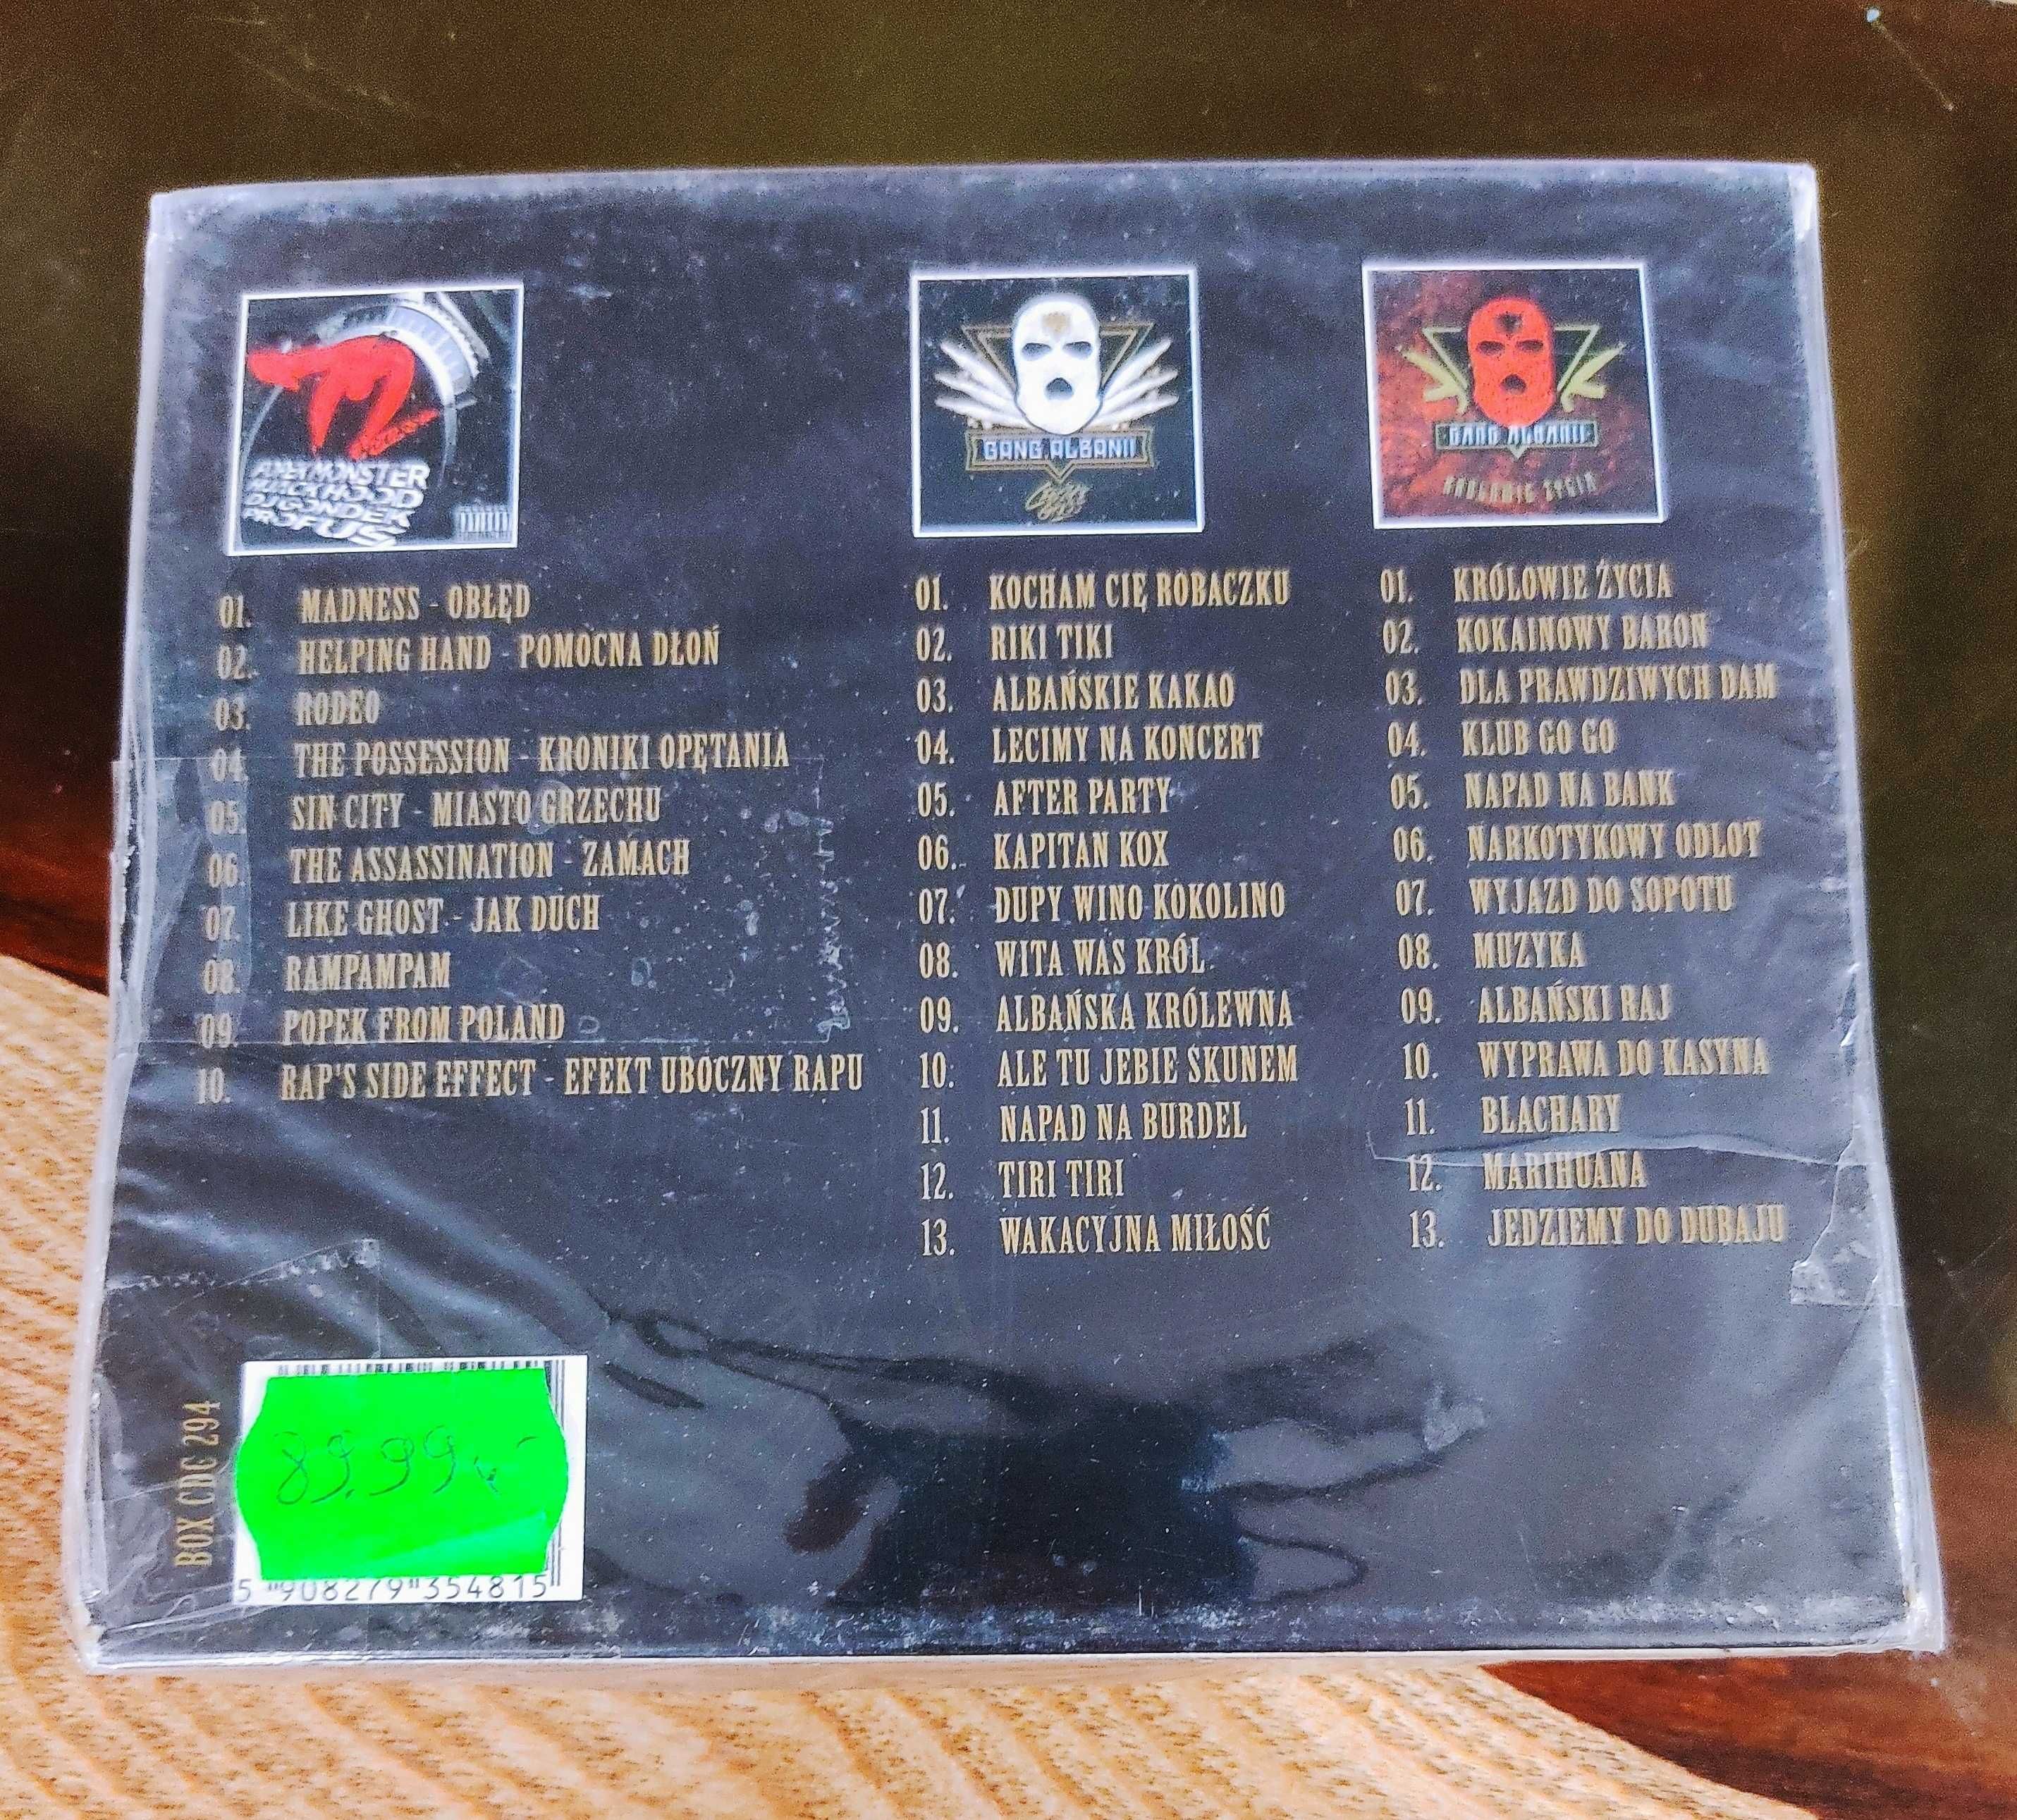 MONSTER
GANG ALBANII
GANG ALBANII
KRÓLOWIE ŻYCIA
01. MADNESS - OBŁĘD
02. HELPING HAND - POMOCNA DŁOŃ
03. RODEO
04. THE POSSESSION - KRONIKI OPĘTANIA
05. SIN CITY - MIASTO GRZECHU
06. THE ASSASSINATION - ZAMACH
07. LIKE GHOST - JAK DUCH
08. RAMPAMPAM
09. POPEK FROM POLAND
10. RAP'S SIDE EFFECT - EFEKT UBOCZNY RAPU
01. KOCHAM CIĘ ROBACZKU
02. RIKI TIKI
03. ALBAŃSKIE KAKAO
04. LECIMY NA KONCERT
05. AFTER PARTY
06. KAPITAN KOX
07. DUPY WINO KOKOLINO
08. WITA WAS KRÓL
09. ALBAŃSKA KRÓLEWNA
10. ALE TU JEBIE SKUNEM
11. NAPAD NA BURDEL
12. TIRI TIRI
13. WAKACYJNA MIŁOŚĆ
01. KRÓLOWIE ŻYCIA
02. KOKAINOWY BARON
03. DLA PRAWDZIWYCH DAM
04. KLUB GO GO
05. NAPAD NA BANK
06. NARKOTYKOWY ODLOT
07. WYJAZD DO SOPOTU
08. MUZYKA
09. ALBAŃSKI RAJ
10. WYPRAWA DO KASYNA
11. BLACHARY
12. MARIHUANA
13. JEDZIEMY DO DUBAJU
BOX CDC 294
89.99
5 908279 354815